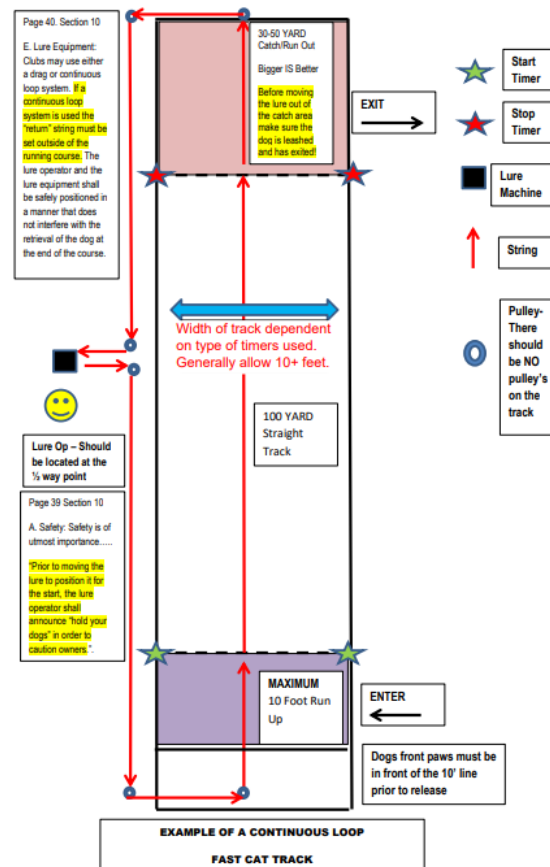 Page 40. Section 10
E. Lure Equipment:
Clubs may use either
a drag or continuous
loop system. If a
continuous loop
system is used the
"return" string must be
set outside of the
running course. The
lure operator and the
lure equipment shall
be safely positioned in
a manner that does
not interfere with the
retrieval of the dog at
the end of the course.
30-50 YARD
Catch/Run Out
Bigger IS Better
Before moving
the lure out of
the catch area
make sure the
dog is leashed
and has exited!
EXIT
Start
Timer
Stop
Timer
Lure
Machine
String
Pulley-
There
should
be NO
pulley's
on the
track
Width of track dependent
on type of timers used.
Generally allow 10+ feet.
100 YARD
Straight
Track
Lure Op – Should
be located at the
½ way point
Page 39 Section 10
A. Safety: Safety is of
utmost importance…..
"Prior to moving the
lure to position it for
the start, the lure
operator shall
announce "hold your
dogs" in order to
caution owners.".
MAXIMUM
10 Foot Run
Up
ENTER
Dogs front paws must be
in front of the 10' line
prior to release
EXAMPLE OF A CONTINUOUS LOOP
FAST CAT TRACK